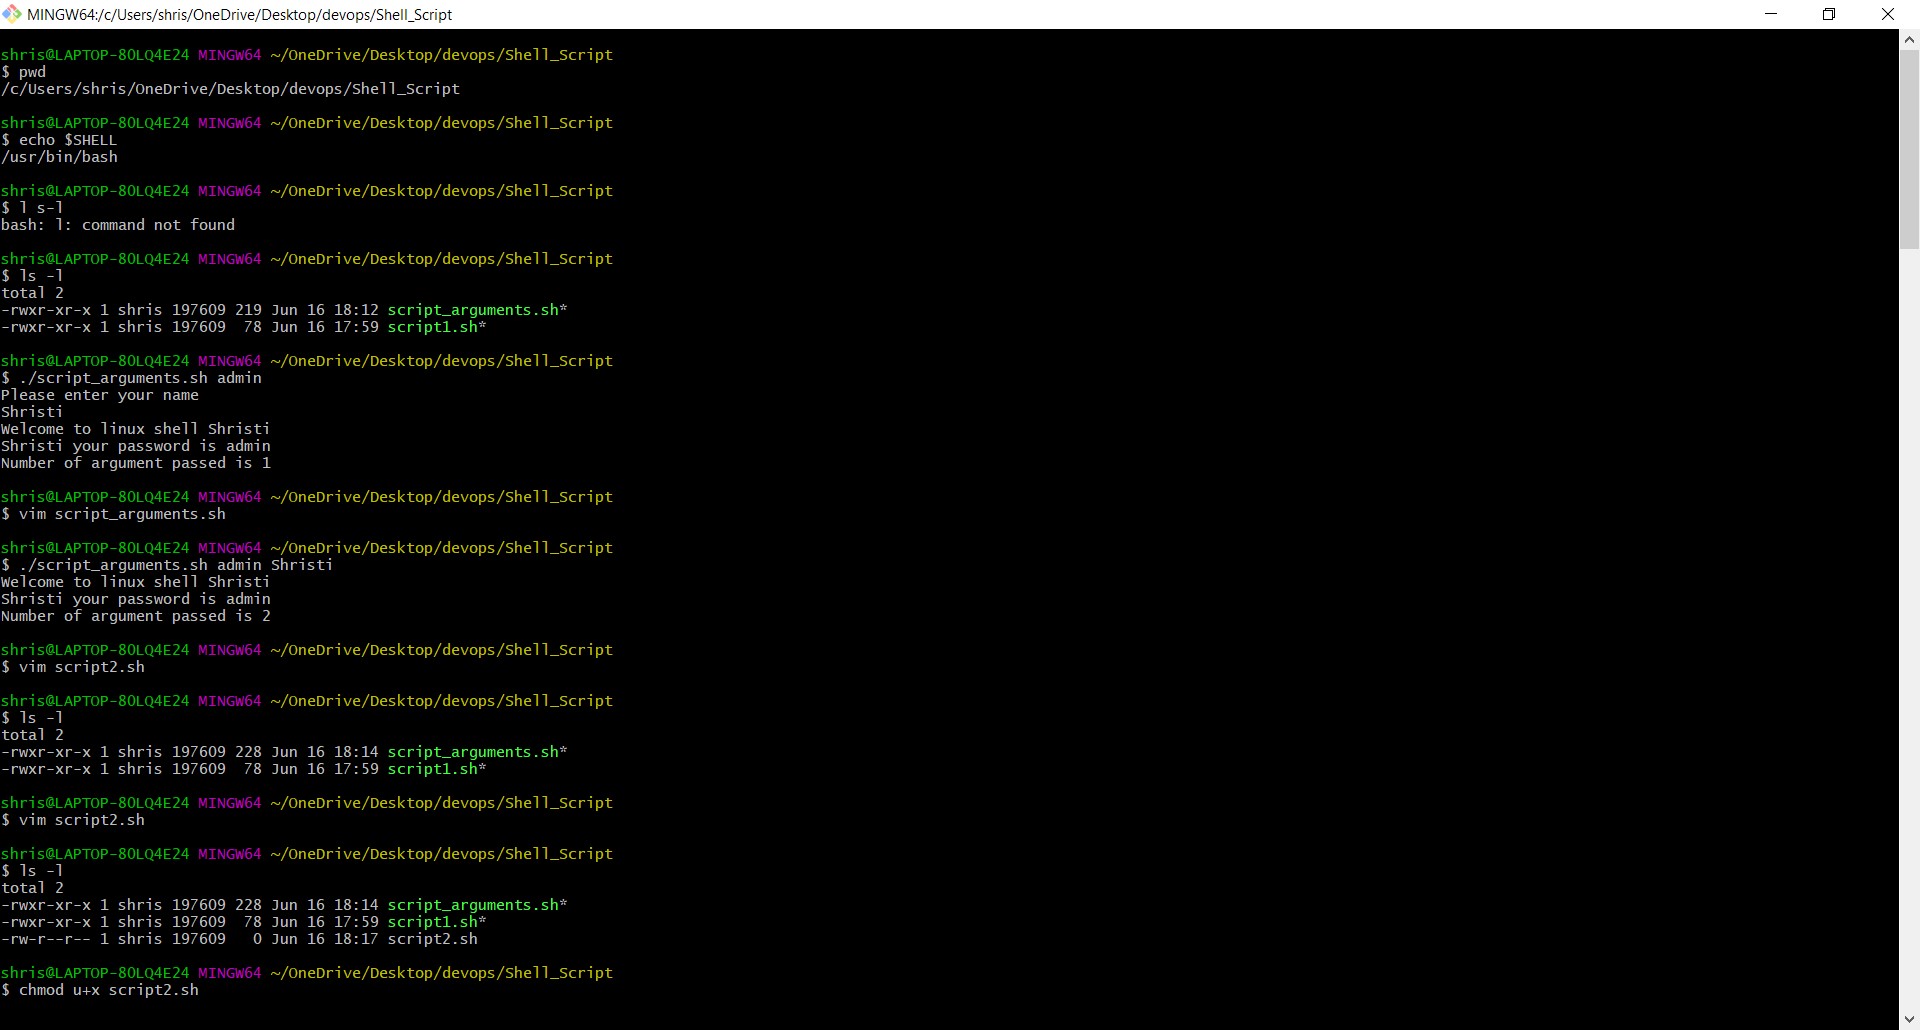 MINGW64:/c/Users/shris/OneDrive/Desktop/devops/Shell_Script
shris@LAPTOP-8OLQ4E24 MINGW64 ~/OneDrive/Desktop/devops/Shell_Script
$ pwd
/c/Users/shris/OneDrive/Desktop/devops/Shell_Script
shris@LAPTOP-8OLQ4E24 MINGW64 ~/OneDrive/Desktop/devops/Shell_Script
$ echo $SHELL
/usr/bin/bash
shris@LAPTOP-8OLQ4E24 MINGW64 ~/OneDrive/Desktop/devops/Shell_Script
$ l s-l
bash: l: command not found
shris@LAPTOP-8OLQ4E24 MINGW64 ~/OneDrive/Desktop/devops/Shell_Script
$ ls -l
total 2
-rwxr-xr-x 1 shris 197609 219 Jun 16 18:12 script_arguments.sh*
-rwxr-xr-x 1 shris 197609  78 Jun 16 17:59 script1.sh*
shris@LAPTOP-8OLQ4E24 MINGW64 ~/OneDrive/Desktop/devops/Shell_Script
$ ./script_arguments.sh admin
Please enter your name
Shristi
Welcome to linux shell Shristi
Shristi your password is admin
Number of argument passed is 1
shris@LAPTOP-8OLQ4E24 MINGW64 ~/OneDrive/Desktop/devops/Shell_Script
$ vim script_arguments.sh
shris@LAPTOP-8OLQ4E24 MINGW64 ~/OneDrive/Desktop/devops/Shell_Script
$ ./script_arguments.sh admin Shristi
Welcome to linux shell Shristi
Shristi your password is admin
Number of argument passed is 2
shris@LAPTOP-8OLQ4E24 MINGW64 ~/OneDrive/Desktop/devops/Shell_Script
$ vim script2.sh
shris@LAPTOP-8OLQ4E24 MINGW64 ~/OneDrive/Desktop/devops/Shell_Script
$ ls -l
total 2
-rwxr-xr-x 1 shris 197609 228 Jun 16 18:14 script_arguments.sh*
-rwxr-xr-x 1 shris 197609  78 Jun 16 17:59 script1.sh*
shris@LAPTOP-8OLQ4E24 MINGW64 ~/OneDrive/Desktop/devops/Shell_Script
$ vim script2.sh
shris@LAPTOP-8OLQ4E24 MINGW64 ~/OneDrive/Desktop/devops/Shell_Script
$ ls -l
total 2
-rwxr-xr-x 1 shris 197609 228 Jun 16 18:14 script_arguments.sh*
-rwxr-xr-x 1 shris 197609  78 Jun 16 17:59 script1.sh*
-rw-r--r-- 1 shris 197609   0 Jun 16 18:17 script2.sh
shris@LAPTOP-8OLQ4E24 MINGW64 ~/OneDrive/Desktop/devops/Shell_Script
$ chmod u+x script2.sh